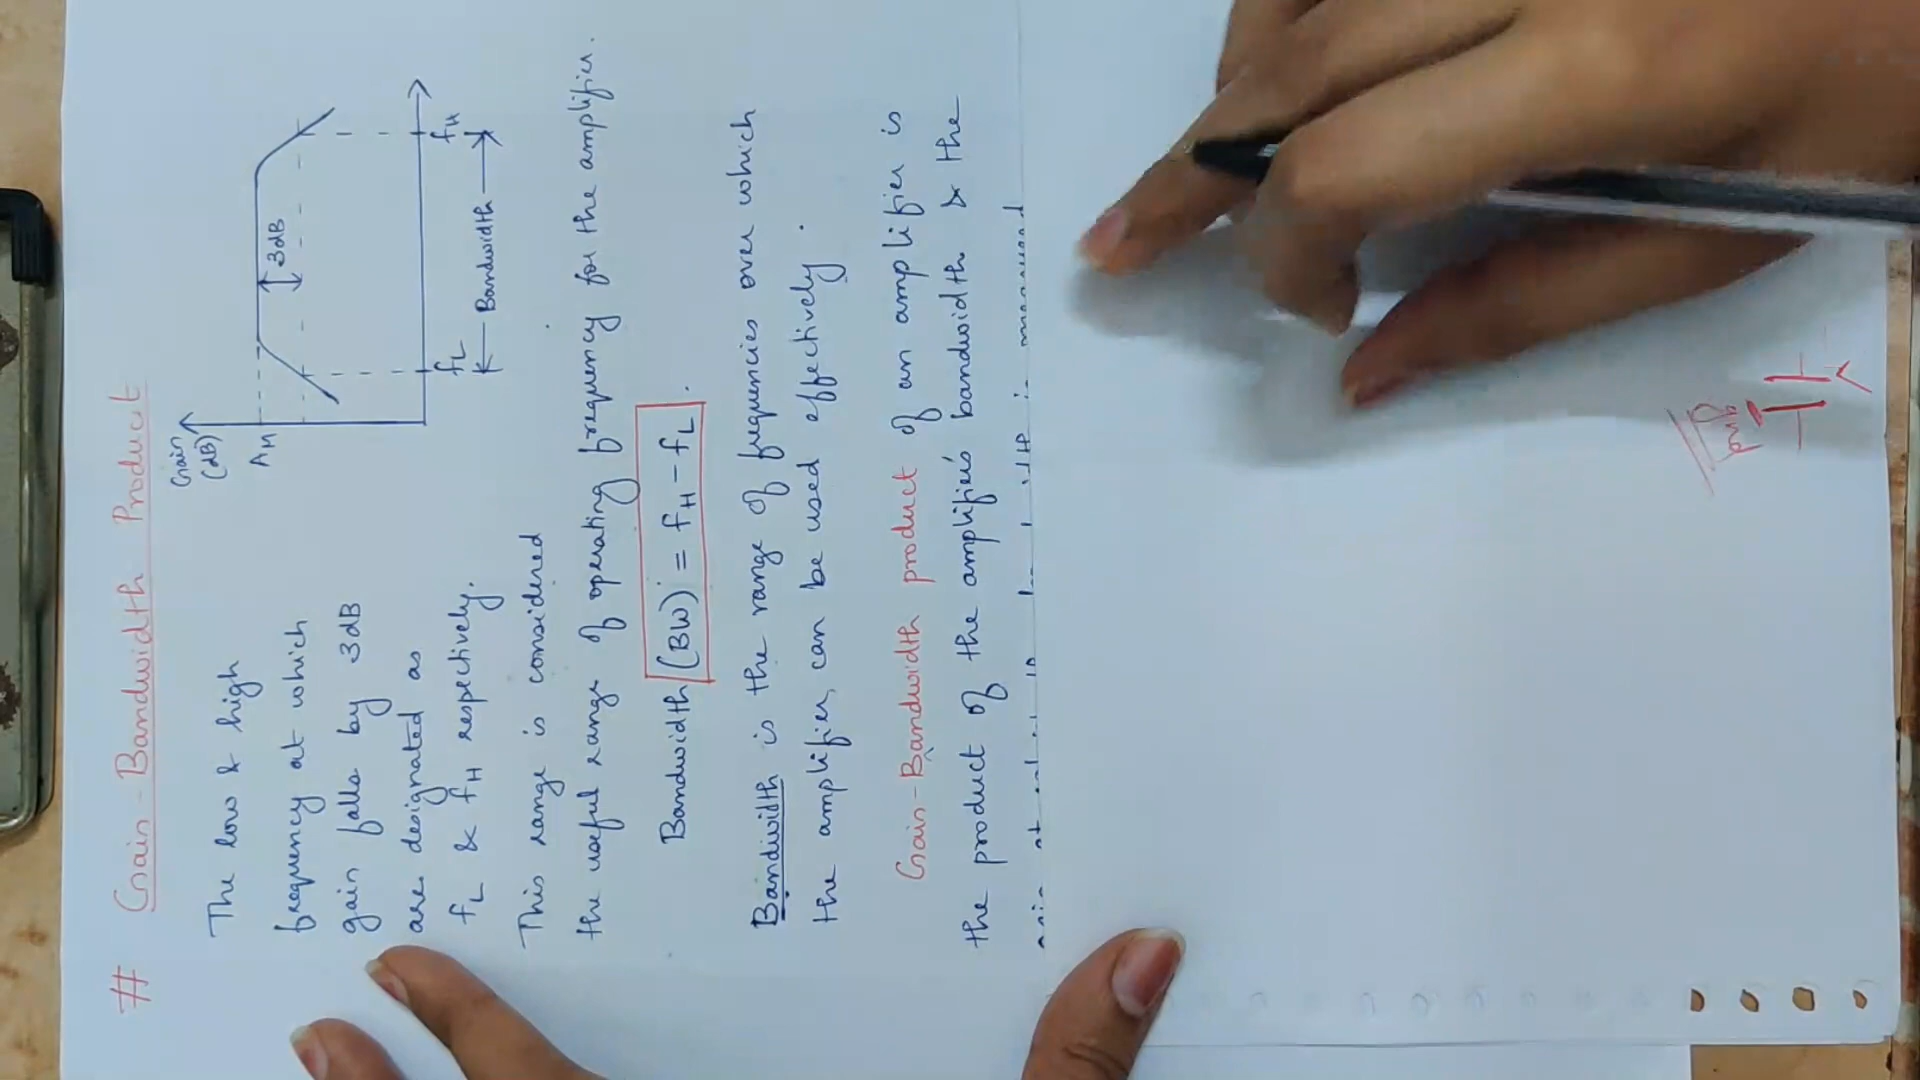 # Gain-Bandwidth Product
Gain
(dB)
AM
3dB
fL
fH
← Bandwidth →
The low & high
frequency at which
gain falls by 3dB
are designated as
fL & fH respectively.
This range is considered
the useful range of operating frequency for the amplifier.
Bandwidth (BW) = fH - fL.
Bandwidth is the range of frequencies over which
the amplifier, can be used effectively.
Gain-Bandwidth product of an amplifier is
the product of the amplifier's bandwidth & the